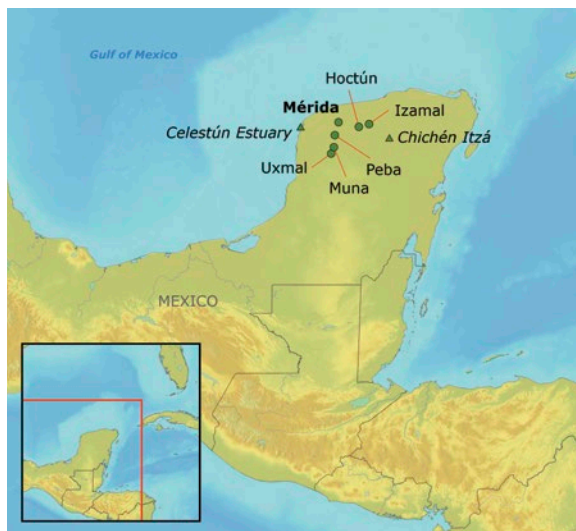 Gulf of Mexico
Hoctún
Mérida
Izamal
Celestún Estuary
Chichén Itzá
Uxmal
Peba
Muna
MEXICO